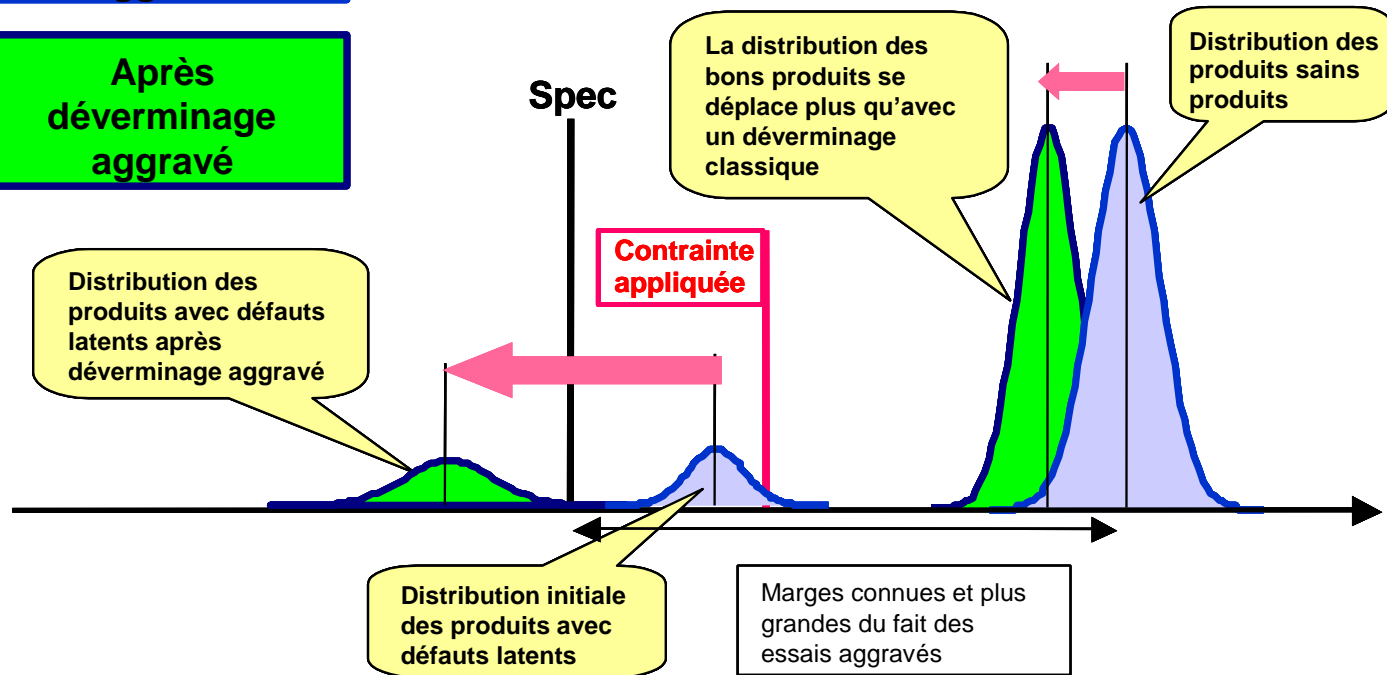 Après
déverminage
aggravé
Spec
La distribution des
bons produits se
déplace plus qu’avec
un déverminage
classique
Distribution des
produits sains
produits
Contrainte
appliquée
Distribution des
produits avec défauts
latents après
déverminage aggravé
Distribution initiale
des produits avec
défauts latents
Marges connues et plus
grandes du fait des
essais aggravés